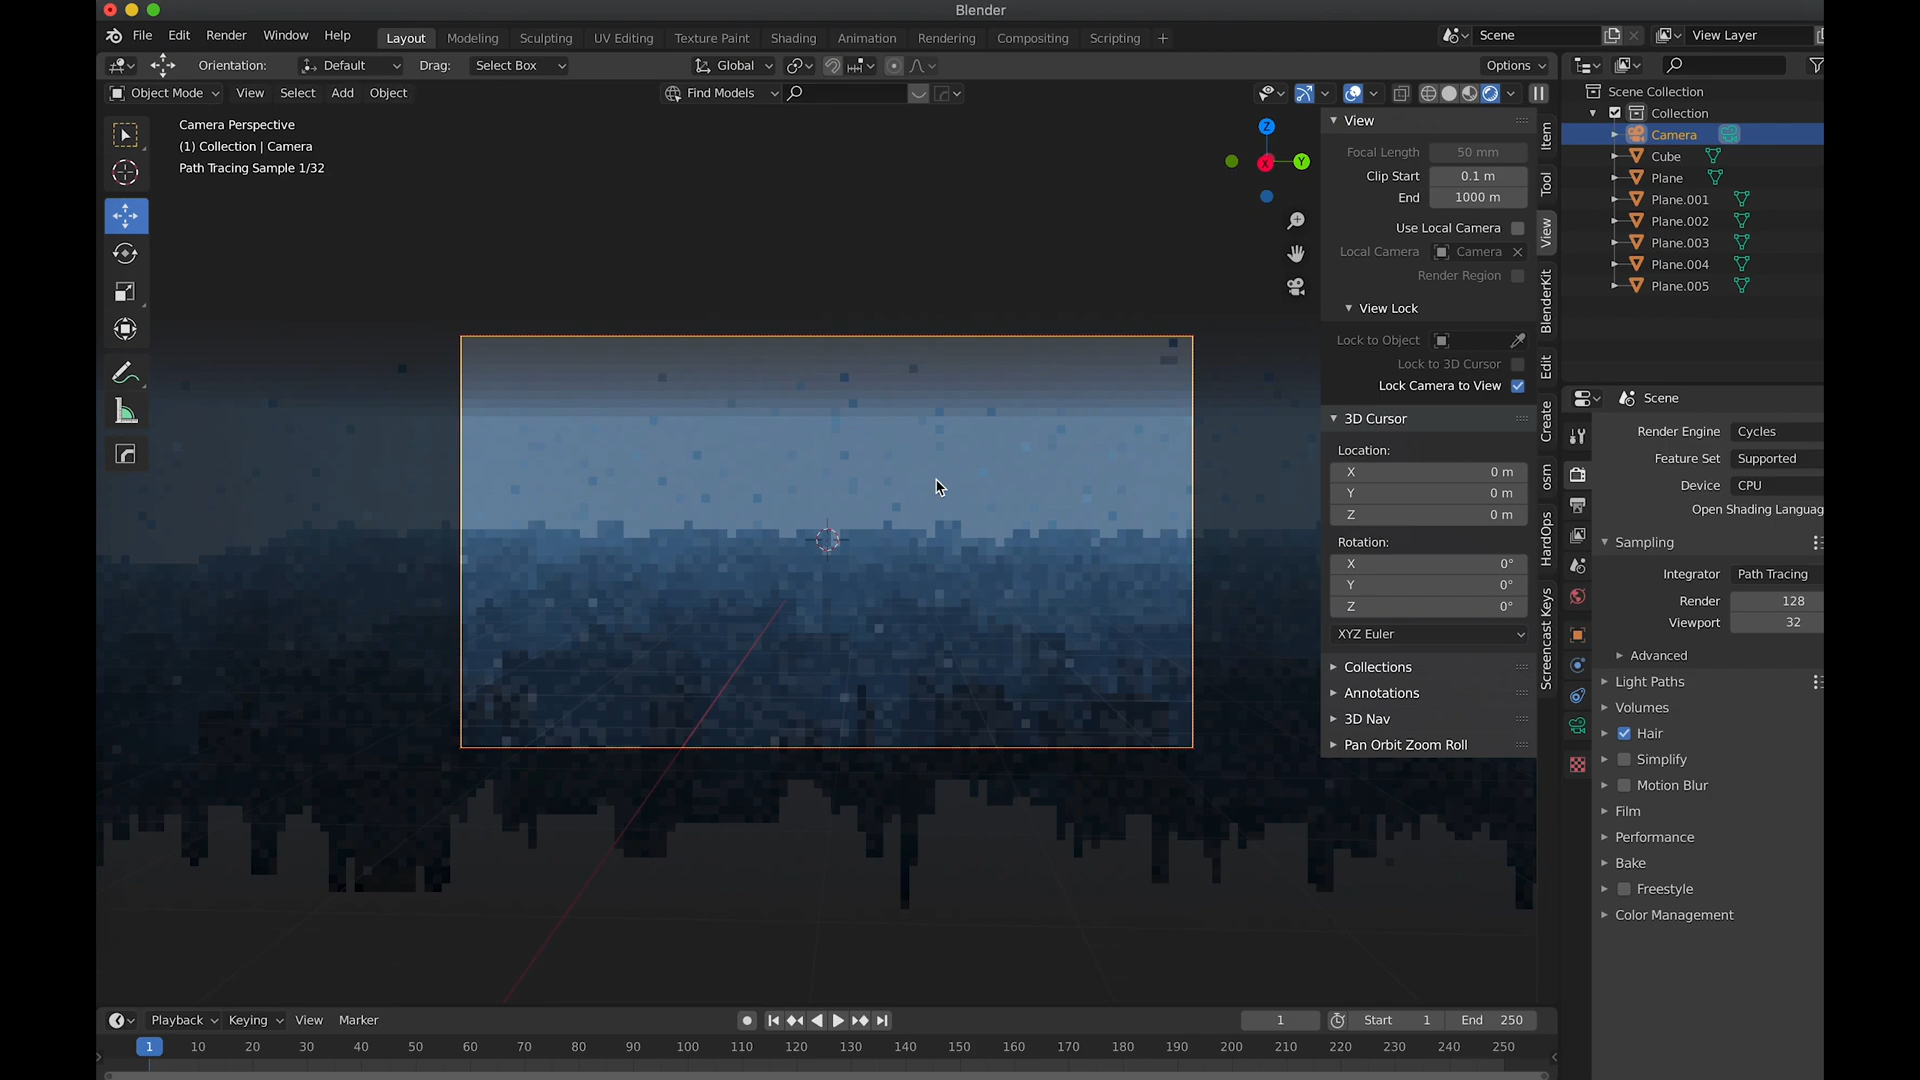 Blender
File Edit Render Window Help
Layout Modeling Sculpting UV Editing Texture Paint Shading Animation Rendering Compositing Scripting +
Scene
View Layer
Orientation: Default Drag: Select Box
Global
Options
Object Mode View Select Add Object
Find Models
Camera Perspective
(1) Collection | Camera
Path Tracing Sample 1/32
Z
X
Y
View
Focal Length 50 mm
Clip Start 0.1 m
End 1000 m
Use Local Camera
Local Camera Camera
Render Region
View Lock
Lock to Object
Lock to 3D Cursor
Lock Camera to View
3D Cursor
Location:
X 0 m
Y 0 m
Z 0 m
Rotation:
X 0°
Y 0°
Z 0°
XYZ Euler
Collections
Annotations
3D Nav
Pan Orbit Zoom Roll
Item
Tool
View
BlenderKit
Edit
Create
osm
HardOps
Screencast Keys
Scene Collection
Collection
Camera
Cube
Plane
Plane.001
Plane.002
Plane.003
Plane.004
Plane.005
Scene
Render Engine Cycles
Feature Set Supported
Device CPU
Open Shading Languag
Sampling
Integrator Path Tracing
Render 128
Viewport 32
Advanced
Light Paths
Volumes
Hair
Simplify
Motion Blur
Film
Performance
Bake
Freestyle
Color Management
Playback Keying View Marker
1
Start 1
End 250
1 10 20 30 40 50 60 70 80 90 100 110 120 130 140 150 160 170 180 190 200 210 220 230 240 250